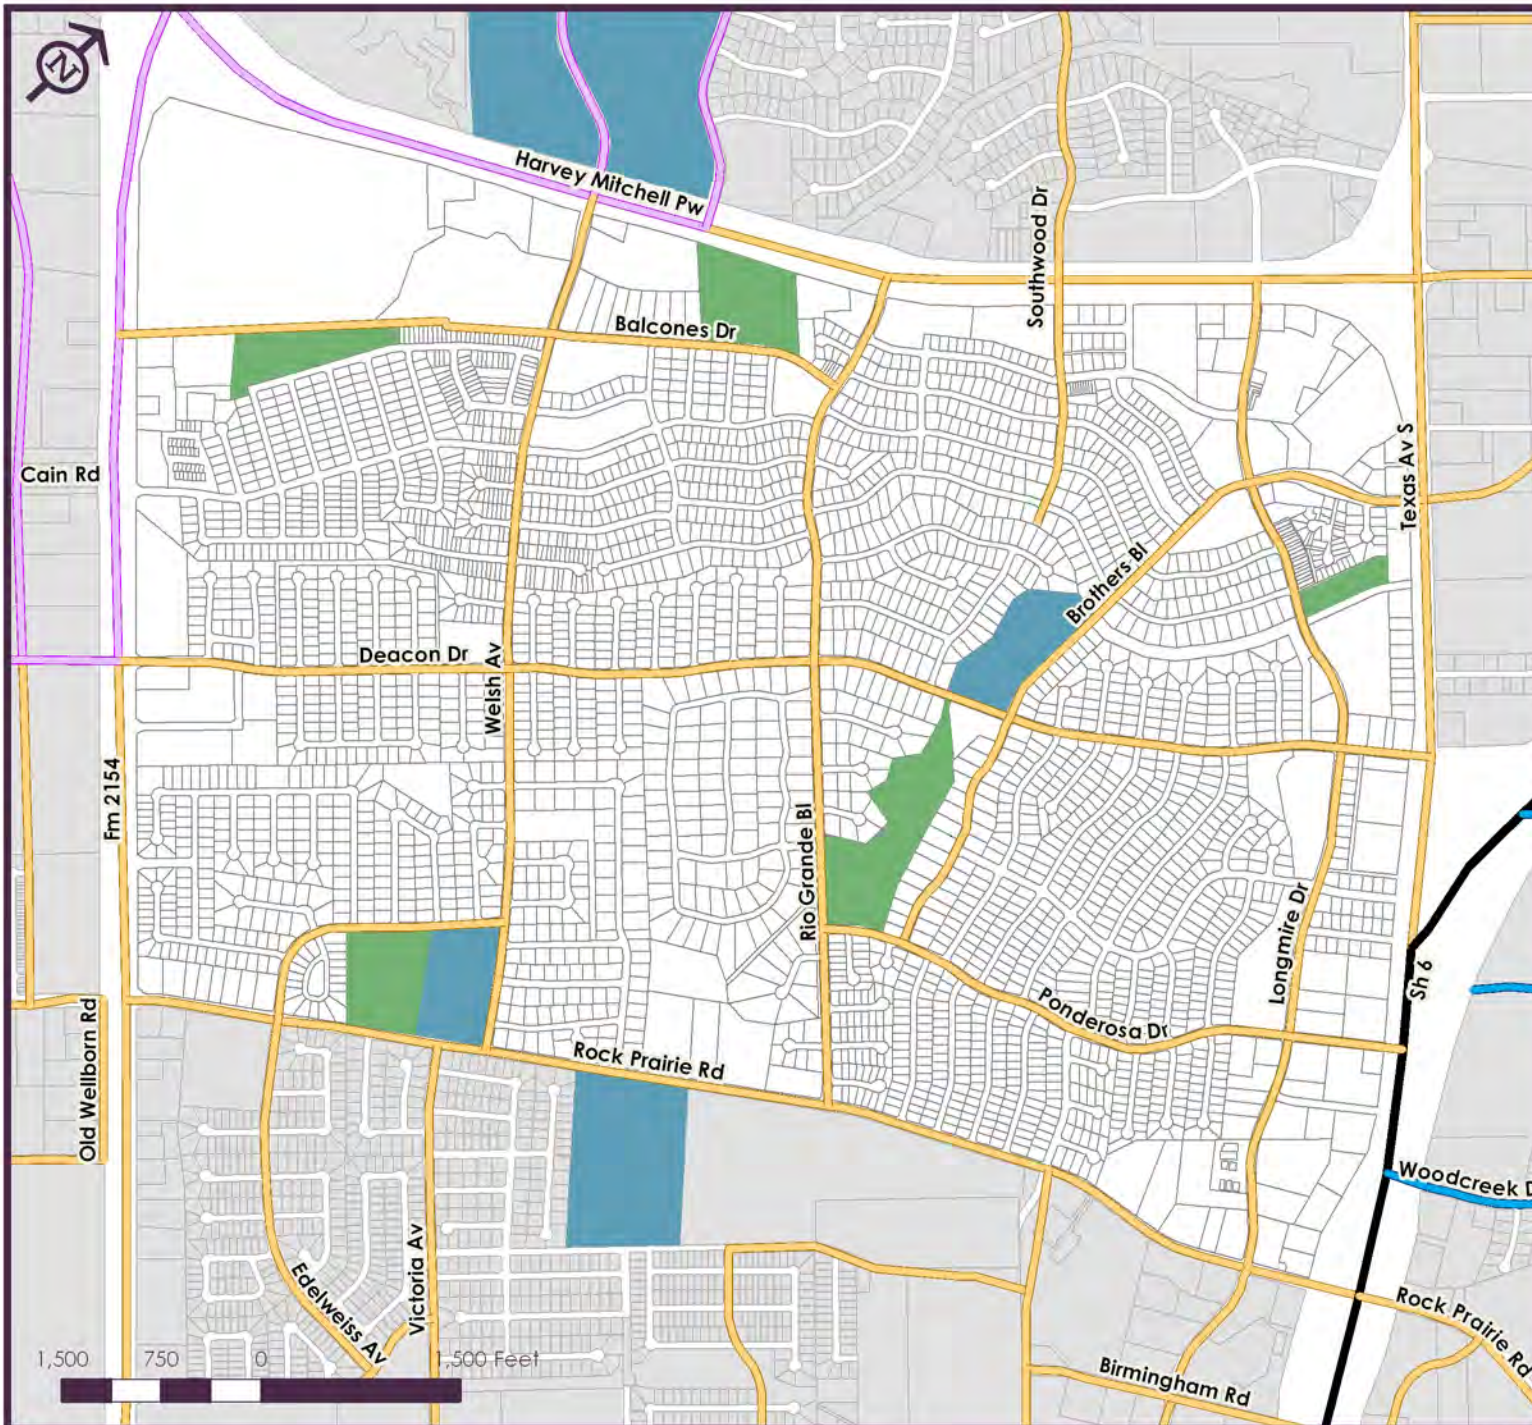 N
Harvey Mitchell Pw
Southwood Dr
Balcones Dr
Cain Rd
Texas Av S
Brothers Bl
Deacon Dr
Welsh Av
Fm 2154
Rio Grande Bl
Longmire Dr
Sh 6
Old Wellborn Rd
Ponderosa Dr
Rock Prairie Rd
Woodcreek D
Victoria Av
Edelweiss Av
Rock Prairie Rd
Birmingham Rd
1,500 750 0 1,500 Feet